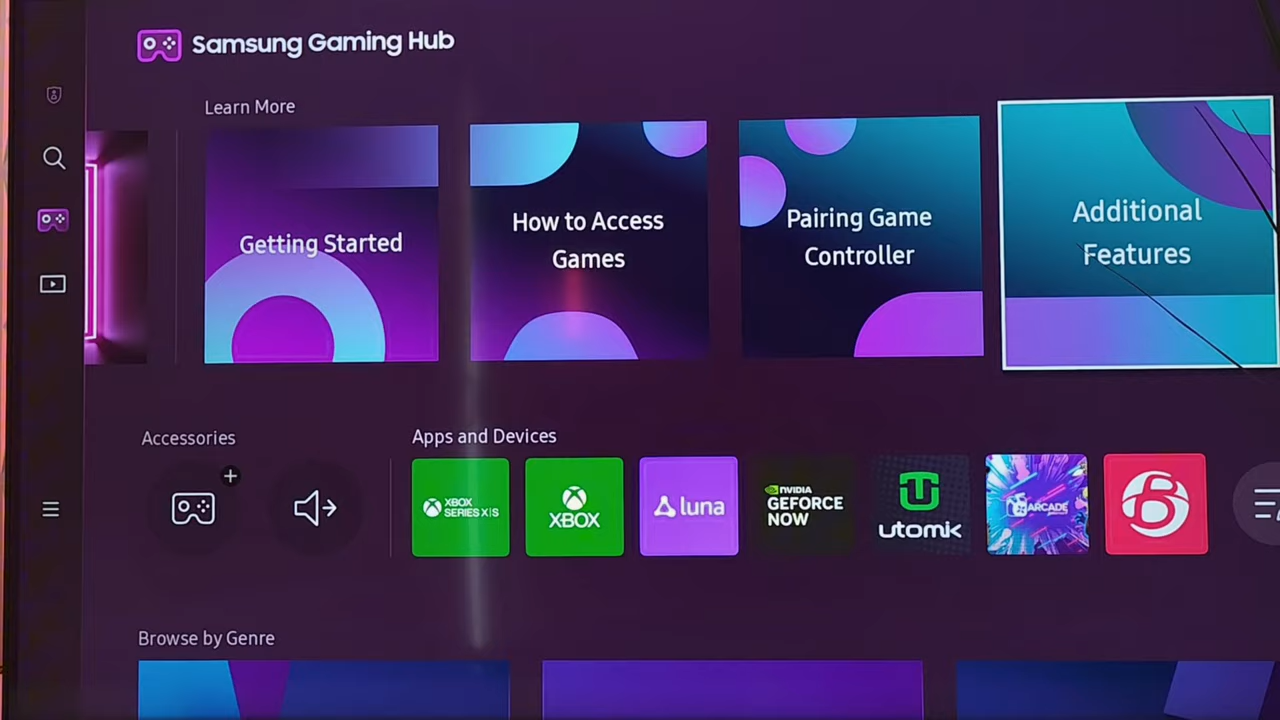 Samsung Gaming Hub
Learn More
Getting Started
How to Access
Games
Pairing Game
Controller
Additional
Features
Accessories
Apps and Devices
XBOX
SERIES X|S
XBOX
luna
NVIDIA
GEFORCE
NOW
utomik
ARCADE
Browse by Genre